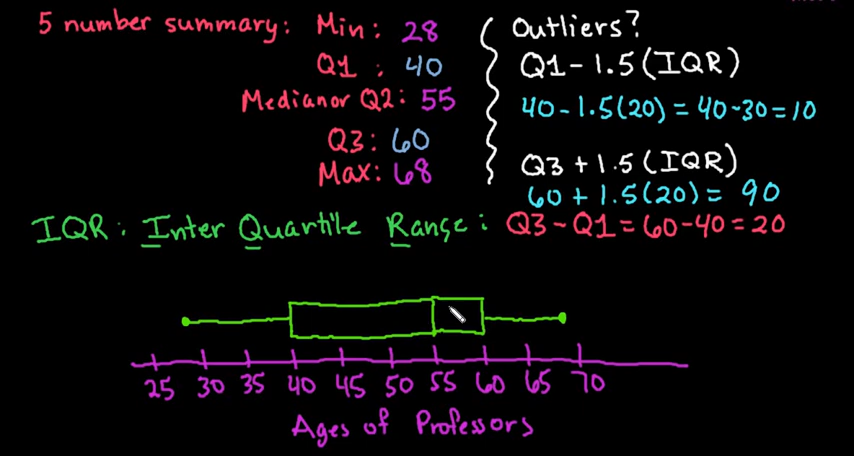 5 number summary: Min: 28
Q1: 40
Medianor Q2: 55
Q3: 60
Max: 68
Outliers?
Q1-1.5(IQR)
40-1.5(20)=40-30=10
Q3+1.5(IQR)
60+1.5(20)= 90
IQR: Inter Quartile Range: Q3-Q1=60-40=20
25 30 35 40 45 50 55 60 65 70
Ages of Professors